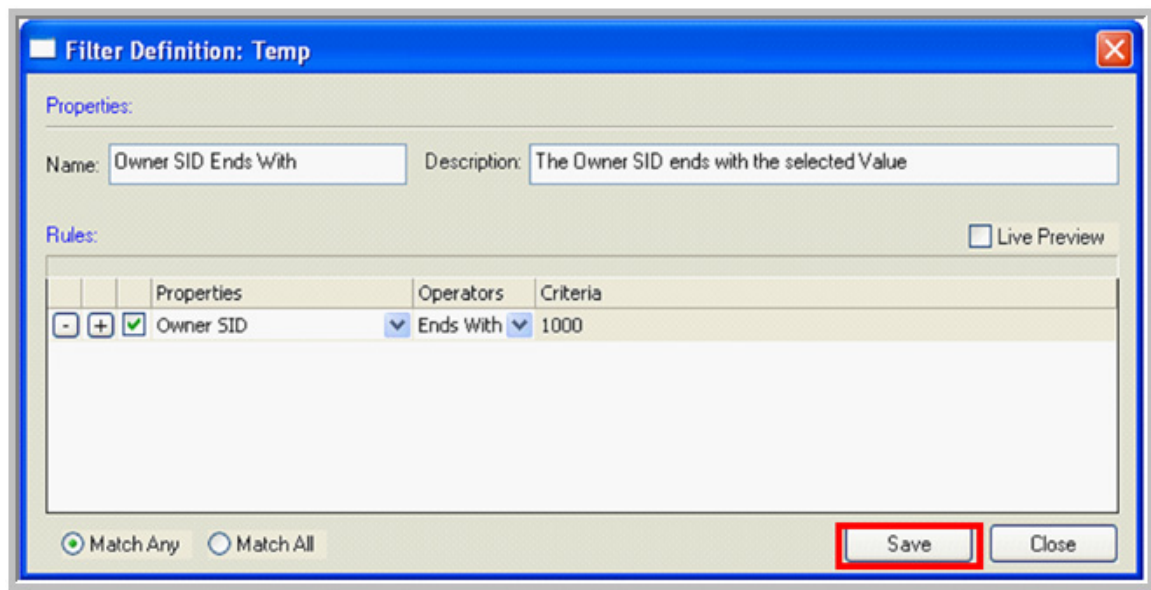 Filter Definition: Temp
Properties:
Name: Owner SID Ends With Description: The Owner SID ends with the selected Value
Rules: Live Preview
Properties Operators Criteria
- + Owner SID Ends With 1000
Match Any Match All Save Close